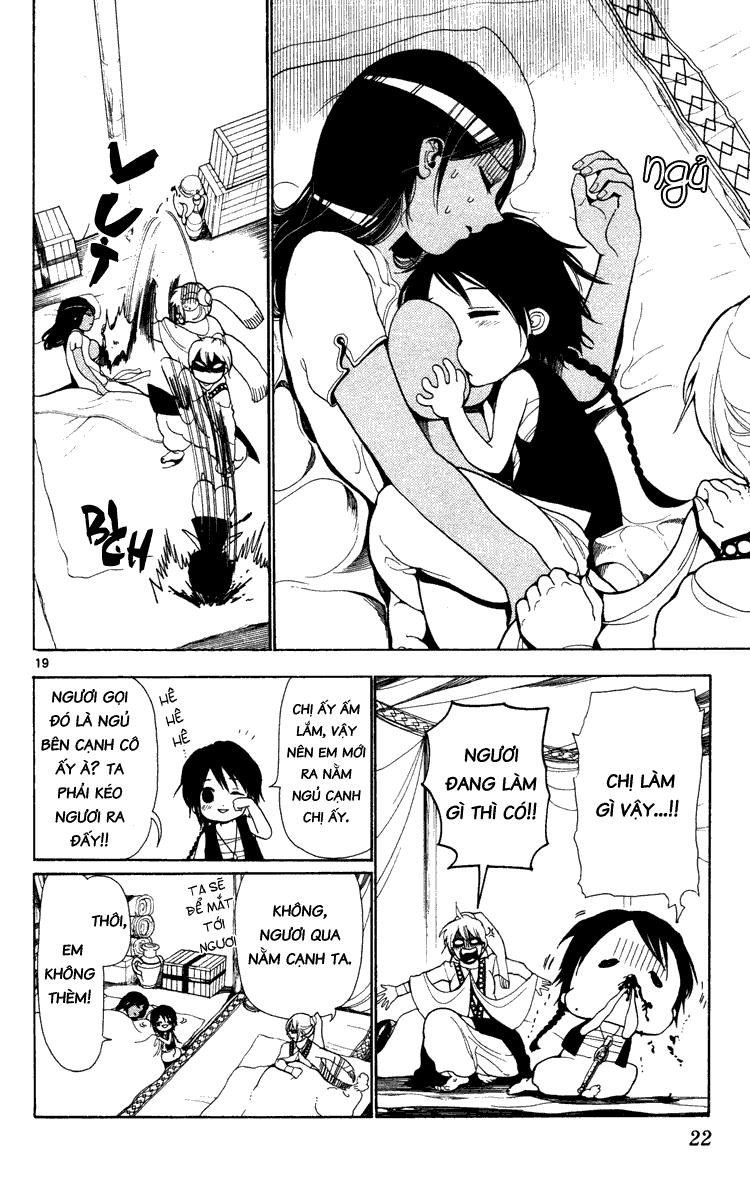 ngủ
LỤT
BỊCH
19
CHỊ LÀM
GÌ VẬY...!!
NGƯƠI
ĐANG LÀM
GÌ THÌ CÓ!!
CHỊ ẤY ẤM
LẮM, VẬY
NÊN EM MỚI
RA NẰM
NGỦ CẠNH
CHỊ ẤY.
HÊ
HÊ
HÊ
NGƯƠI GỌI
ĐÓ LÀ NGỦ
BÊN CẠNH CÔ
ẤY À? TA
PHẢI KÉO
NGƯƠI RA
ĐẤY!!
KHÔNG,
NGƯƠI QUA
NẰM CẠNH TA.
TA SẼ
ĐỂ MẮT
TỚI
NGƯƠI
THÔI,
EM
KHÔNG
THÈM!
22